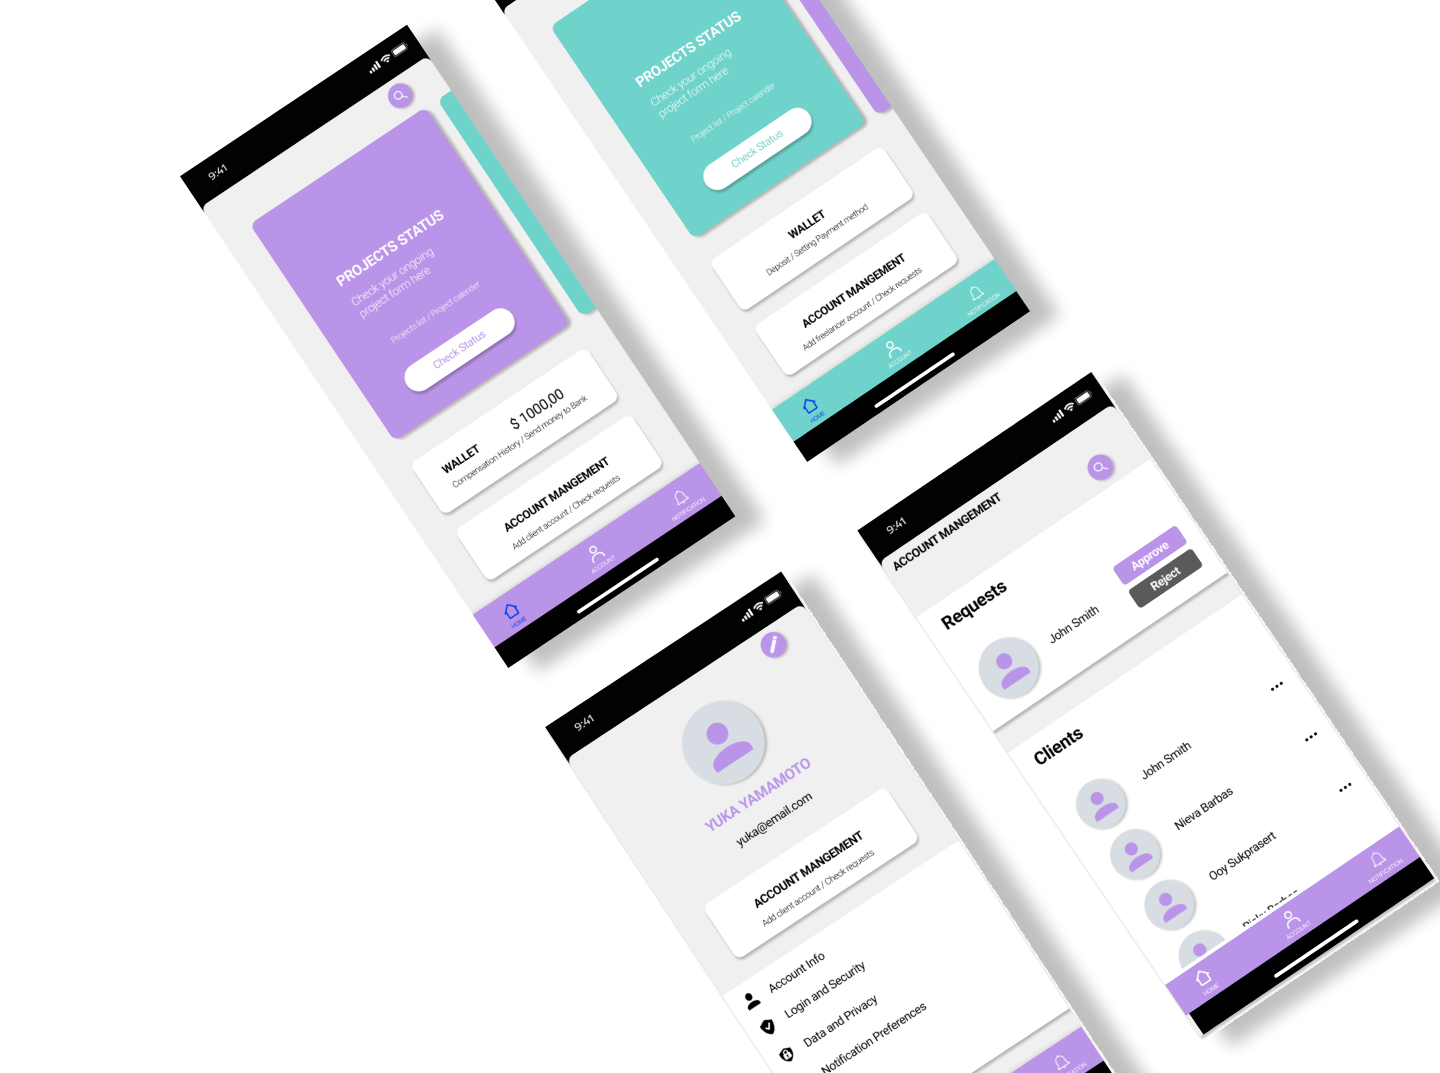 9:41
PROJECTS STATUS
Check your ongoing
project form here
Projects list / Project calender
Check Status
WALLET
$ 1000,00
Compensation History / Send money to Bank
ACCOUNT MANGEMENT
Add client account / Check requests
HOME
ACCOUNT
NOTIFICATION
PROJECTS STATUS
Check your ongoing
project form here
Project list / Project calender
Check Status
WALLET
Deposit / Setting Payment method
ACCOUNT MANGEMENT
Add freelancer account / Check requests
HOME
ACCOUNT
NOTIFICATION
9:41
YUKA YAMAMOTO
yuka@email.com
ACCOUNT MANGEMENT
Add client account / Check requests
Account Info
Login and Security
Data and Privacy
Notification Preferences
9:41
ACCOUNT MANGEMENT
Requests
John Smith
Approve
Reject
Clients
John Smith
Nieva Barbas
Ooy Sukprasert
HOME
ACCOUNT
NOTIFICATION